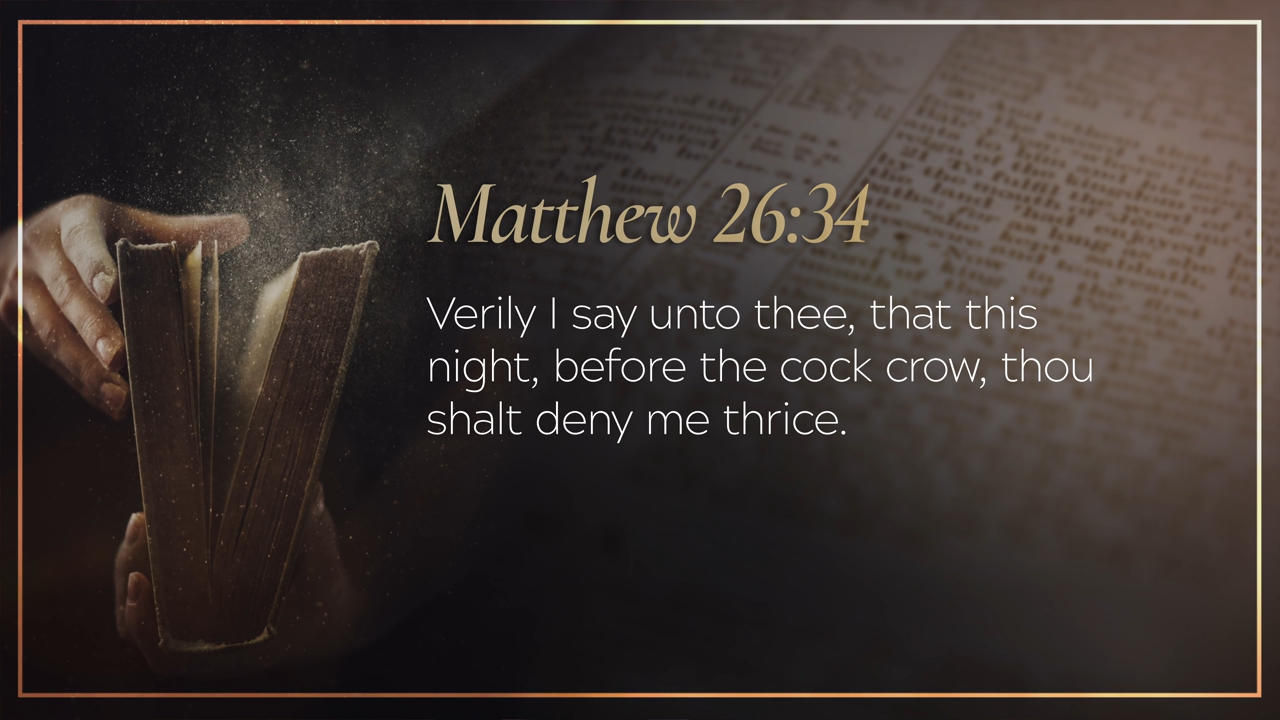 Matthew 26:34
Verily I say unto thee, that this
night, before the cock crow, thou
shalt deny me thrice.